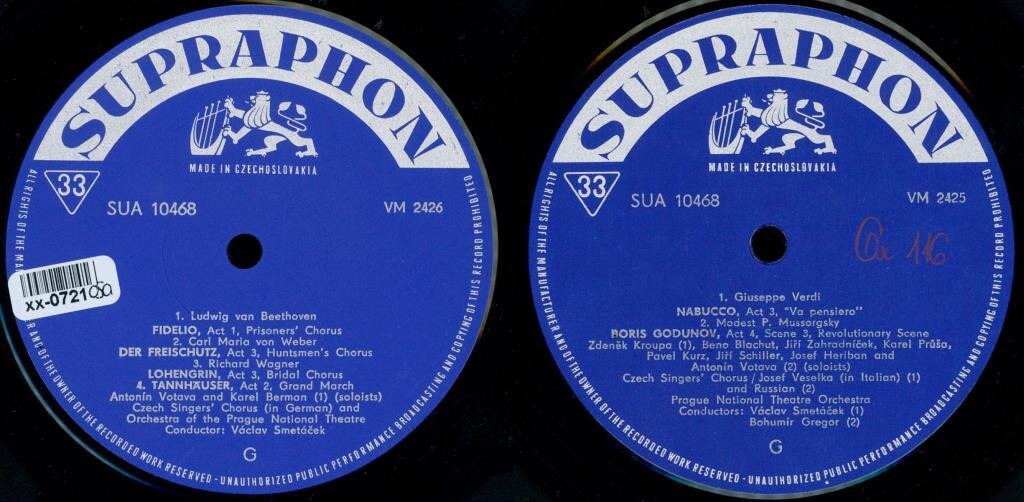 SUPRAPHON
MADE IN CZECHOSLOVAKIA
33
SUA 10468
VM 2426
xx-0721
1. Ludwig van Beethoven
FIDELIO, Act 1, Prisoners' Chorus
2. Carl Maria von Weber
DER FREISCHUTZ, Act 3, Huntsmen's Chorus
3. Richard Wagner
LOHENGRIN, Act 3, Bridal Chorus
4. TANNHÄUSER, Act 2, Grand March
Antonín Votava and Karel Berman (1) (soloists)
Czech Singers' Chorus (in German) and
Orchestra of the Prague National Theatre
Conductor: Václav Smetáček
G
ALL RIGHTS OF THE MAN R AND OF THE OWNER OF THE RECORDED WORK RESERVED - UNAUTHORIZED PUBLIC PERFORMANCE BROADCASTING AND COPYING OF THIS RECORD PROHIBITED
SUPRAPHON
MADE IN CZECHOSLOVAKIA
33
SUA 10468
VM 2425
116
1. Giuseppe Verdi
NABUCCO, Act 3, "Va pensiero"
2. Modest P. Mussorgsky
BORIS GODUNOV, Act 4, Scene 3, Revolutionary Scene
Zdeněk Kroupa (1), Beno Blachut, Jiří Zahradníček, Karel Průša,
Pavel Kurz, Jiří Schiller, Josef Heriban and
Antonín Votava (2) (soloists)
Czech Singers' Chorus/Josef Veselka (in Italian) (1)
and Russian (2)
Prague National Theatre Orchestra
Conductors: Václav Smetáček (1)
Bohumír Gregor (2)
G
ALL RIGHTS OF THE MANUFACTURER AND OF THE OWNER OF THE RECORDED WORK RESERVED - UNAUTHORIZED PUBLIC PERFORMANCE BROADCASTING AND COPYING OF THIS RECORD PROHIBITED